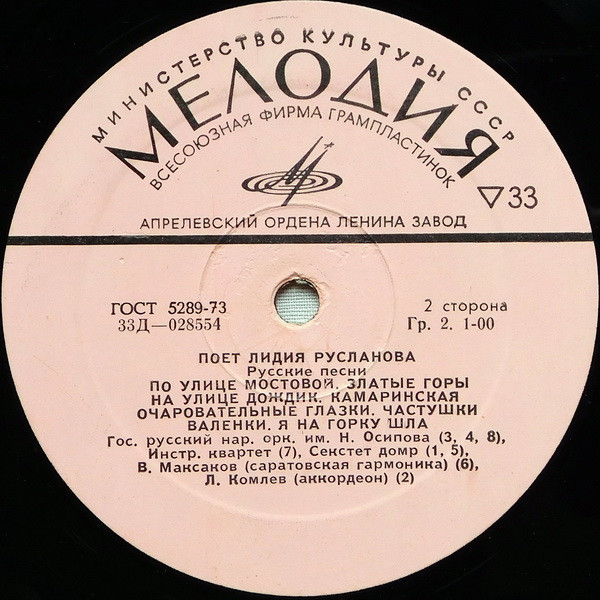 МИНИСТЕРСТВО КУЛЬТУРЫ СССР
МЕЛОДИЯ
ВСЕСОЮЗНАЯ ФИРМА ГРАМПЛАСТИНОК
▽33
АПРЕЛЕВСКИЙ ОРДЕНА ЛЕНИНА ЗАВОД
ГОСТ 5289-73
2 сторона
33Д—028554
Гр. 2. 1-00
ПОЕТ ЛИДИЯ РУСЛАНОВА
Русские песни
ПО УЛИЦЕ МОСТОВОЙ. ЗЛАТЫЕ ГОРЫ
НА УЛИЦЕ ДОЖДИК. КАМАРИНСКАЯ
ОЧАРОВАТЕЛЬНЫЕ ГЛАЗКИ. ЧАСТУШКИ
ВАЛЕНКИ. Я НА ГОРКУ ШЛА
Гос. русский нар. орк. им. Н. Осипова (3, 4, 8),
Инстр. квартет (7), Секстет домр (1, 5),
В. Максаков (саратовская гармоника) (6),
Л. Комлев (аккордеон) (2)